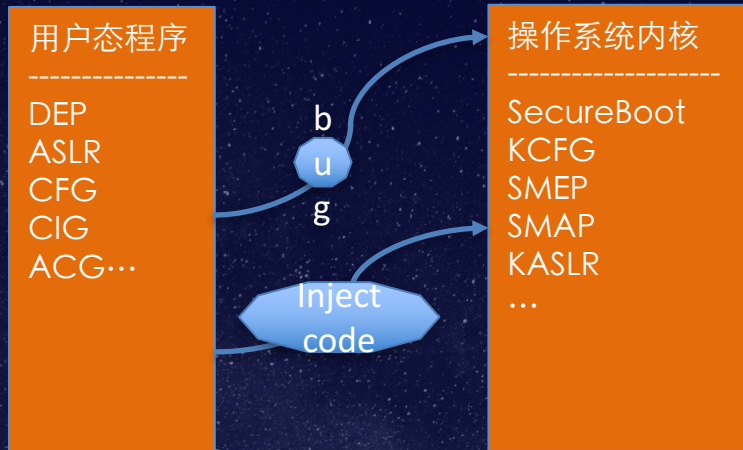 用户态程序
---------------
DEP
ASLR
CFG
CIG
ACG…
b
u
g
Inject
code
操作系统内核
--------------------
SecureBoot
KCFG
SMEP
SMAP
KASLR
…